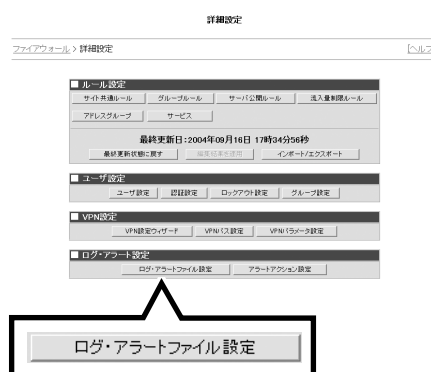 詳細設定
ファイアウォール > 詳細設定 [ヘルプ
■ ルール設定
サイト共通ルール グループルール サーバ公開ルール 流入量制限ルール
アドレスグループ サービス
最終更新日:2004年09月16日 17時34分56秒
最終更新状態に戻す 編集結果を適用 インポート/エクスポート
■ ユーザ設定
ユーザ設定 認証設定 ロックアウト設定 グループ設定
■ VPN設定
VPN設定ウィザード VPNパス設定 VPNパラメータ設定
■ ログ・アラート設定
ログ・アラートファイル設定 アラートアクション設定
ログ・アラートファイル設定